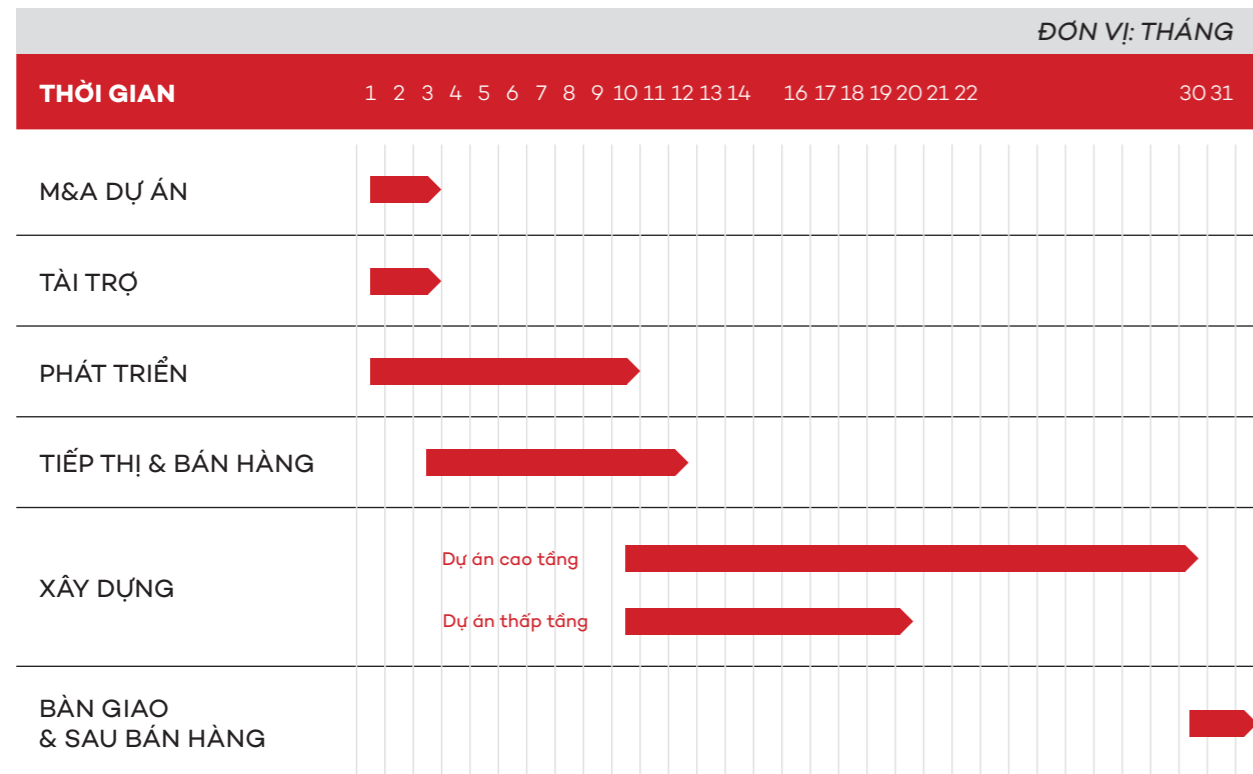 ĐƠN VỊ: THÁNG
THỜI GIAN 1 2 3 4 5 6 7 8 9 10 11 12 13 14 16 17 18 19 20 21 22 30 31
M&A DỰ ÁN
TÀI TRỢ
PHÁT TRIỂN
TIẾP THỊ & BÁN HÀNG
Dự án cao tầng
XÂY DỰNG
Dự án thấp tầng
BÀN GIAO
& SAU BÁN HÀNG